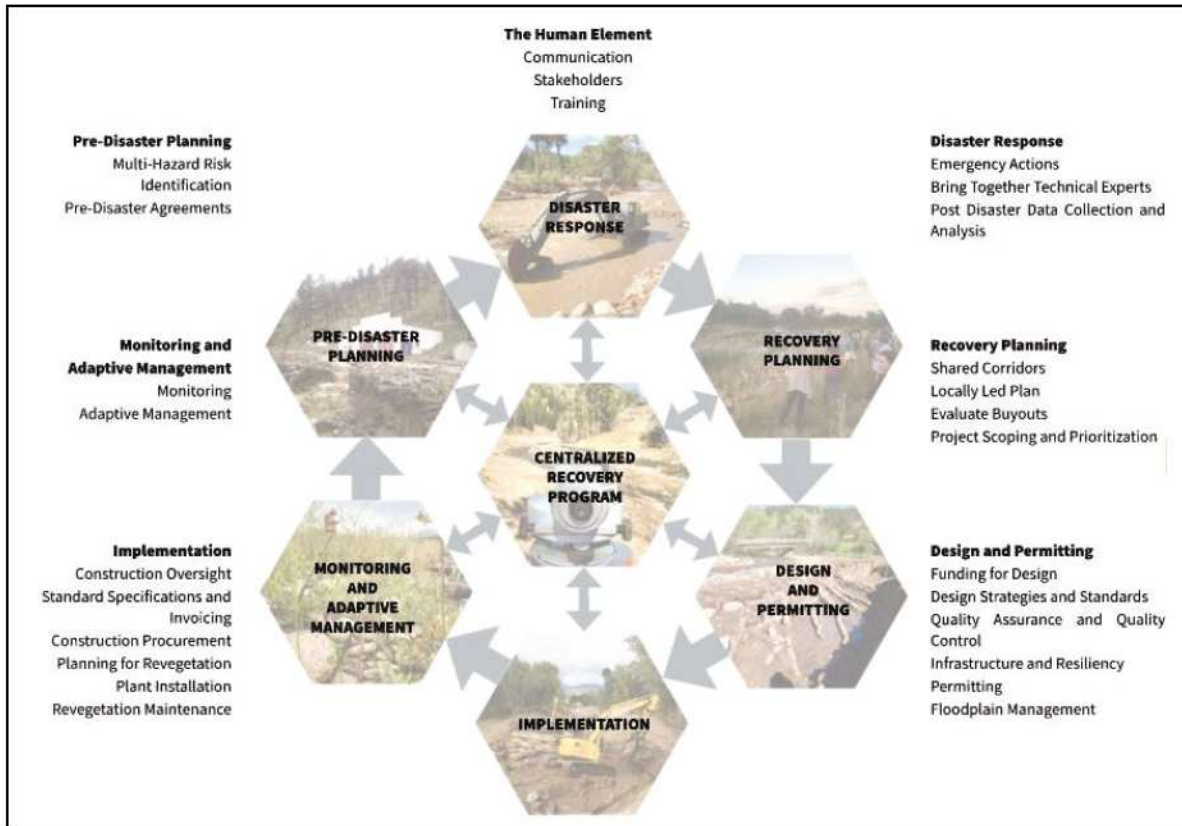 The Human Element
Communication
Stakeholders
Training
Pre-Disaster Planning
Multi-Hazard Risk
Identification
Pre-Disaster Agreements
Disaster Response
Emergency Actions
Bring Together Technical Experts
Post Disaster Data Collection and
Analysis
DISASTER
RESPONSE
PRE-DISASTER
PLANNING
RECOVERY
PLANNING
Monitoring and
Adaptive Management
Monitoring
Adaptive Management
Recovery Planning
Shared Corridors
Locally Led Plan
Evaluate Buyouts
Project Scoping and Prioritization
CENTRALIZED
RECOVERY
PROGRAM
Implementation
Construction Oversight
Standard Specifications and
Invoicing
Construction Procurement
Planning for Revegetation
Plant Installation
Revegetation Maintenance
MONITORING
AND
ADAPTIVE
MANAGEMENT
DESIGN
AND
PERMITTING
Design and Permitting
Funding for Design
Design Strategies and Standards
Quality Assurance and Quality
Control
Infrastructure and Resiliency
Permitting
Floodplain Management
IMPLEMENTATION